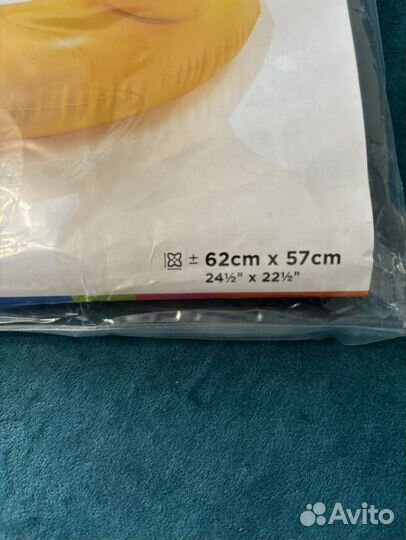 ± 62cm x 57cm
24½" x 22½"
Avito